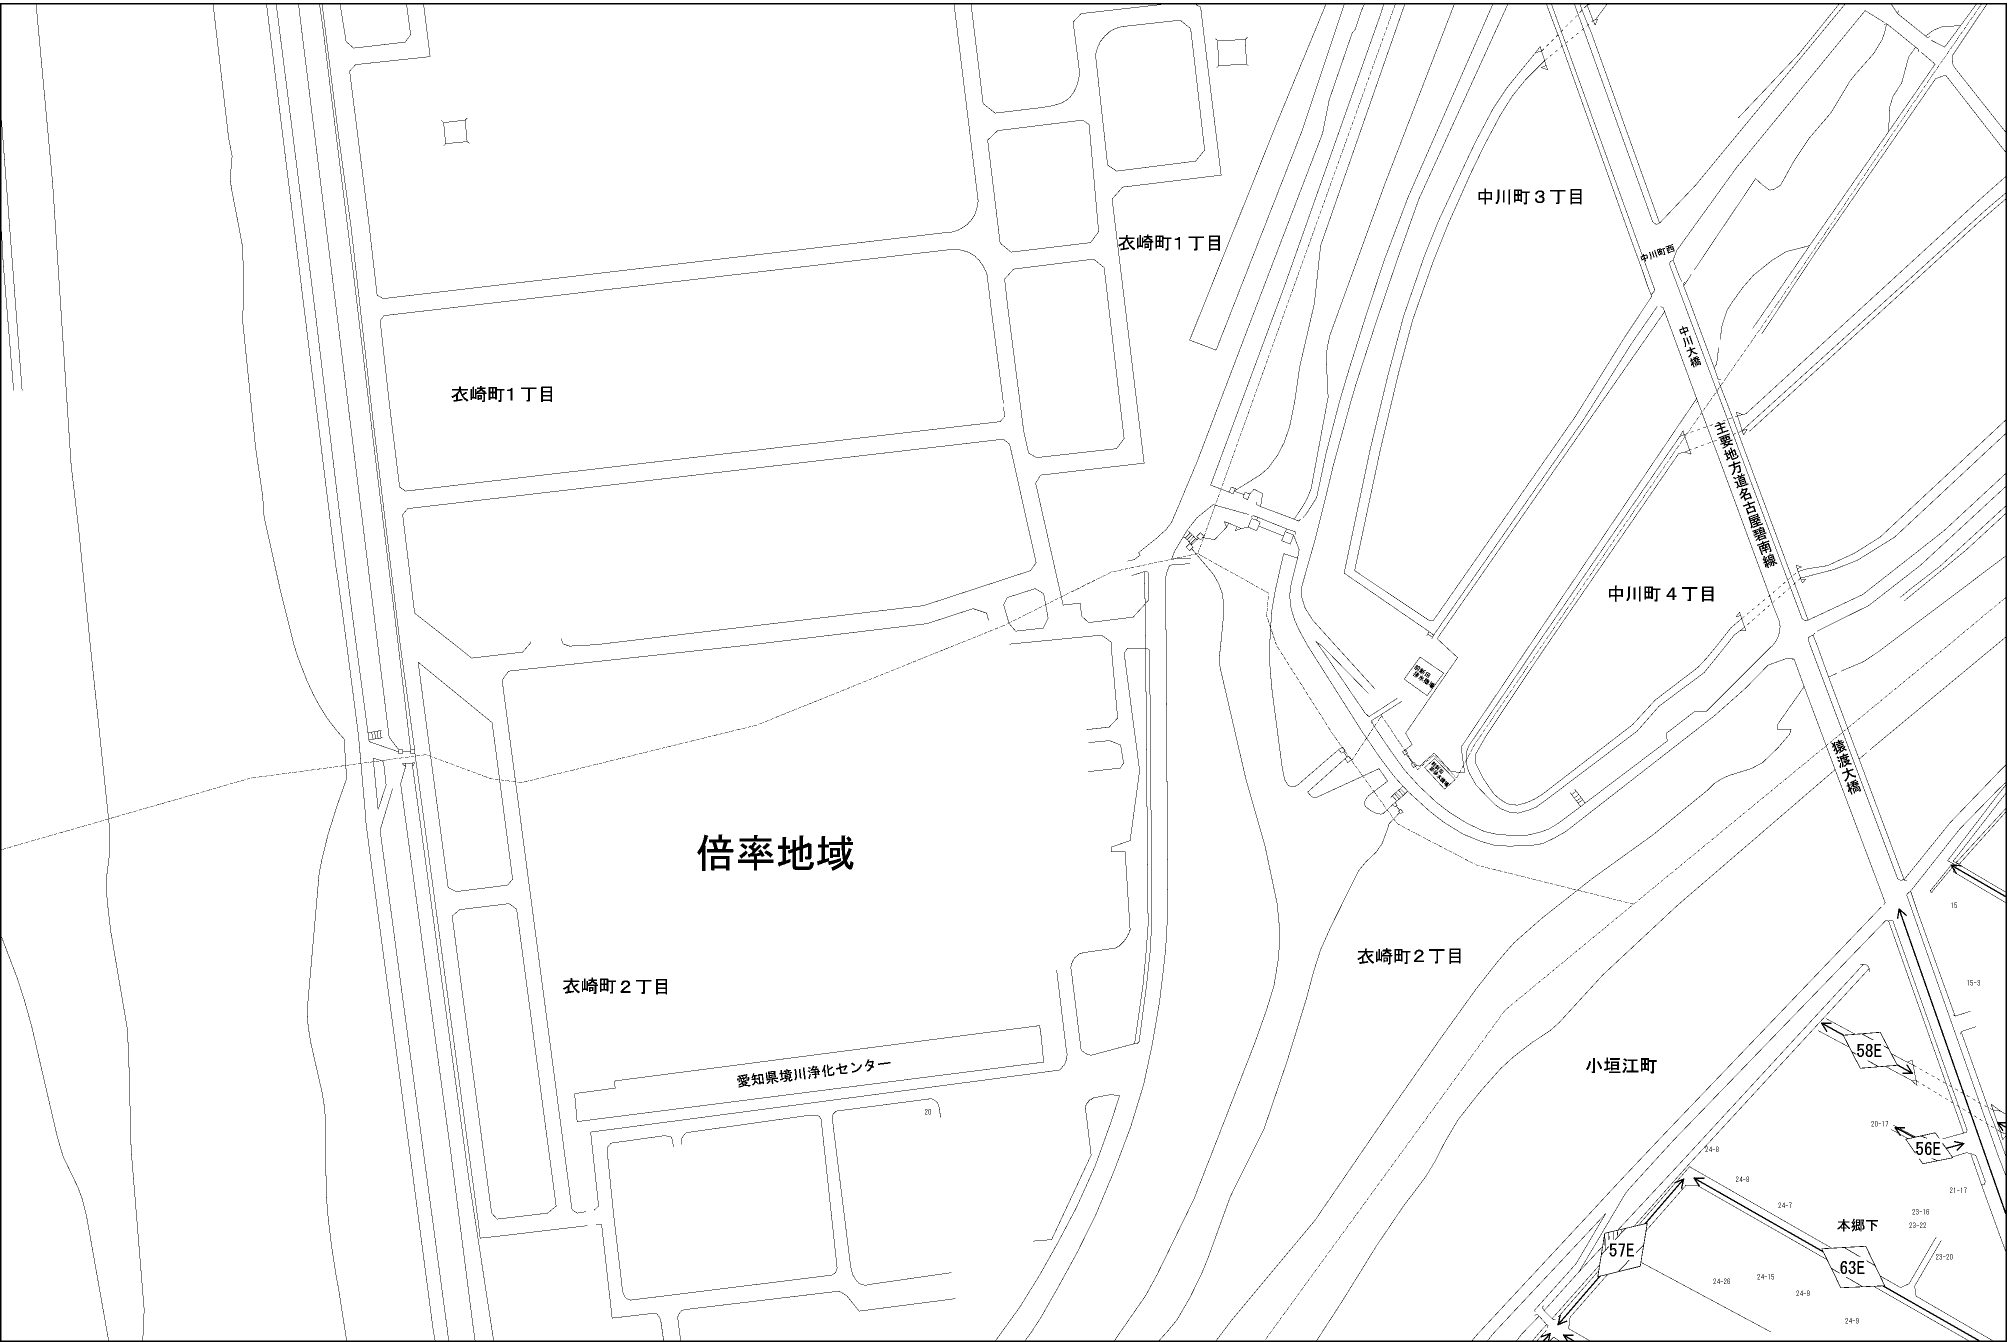 中川町３丁目
衣崎町１丁目
中川町西
中川大橋
衣崎町１丁目
主要地方道名古屋碧南線
中川町４丁目
猿渡大橋
倍率地域
15
衣崎町２丁目
衣崎町２丁目
15-3
58E
小垣江町
愛知県境川浄化センター
20
20-17
56E
24-8
24-8
21-17
24-7
23-16
本郷下
23-22
57E
23-20
63E
24-26
24-15
24-9
24-9